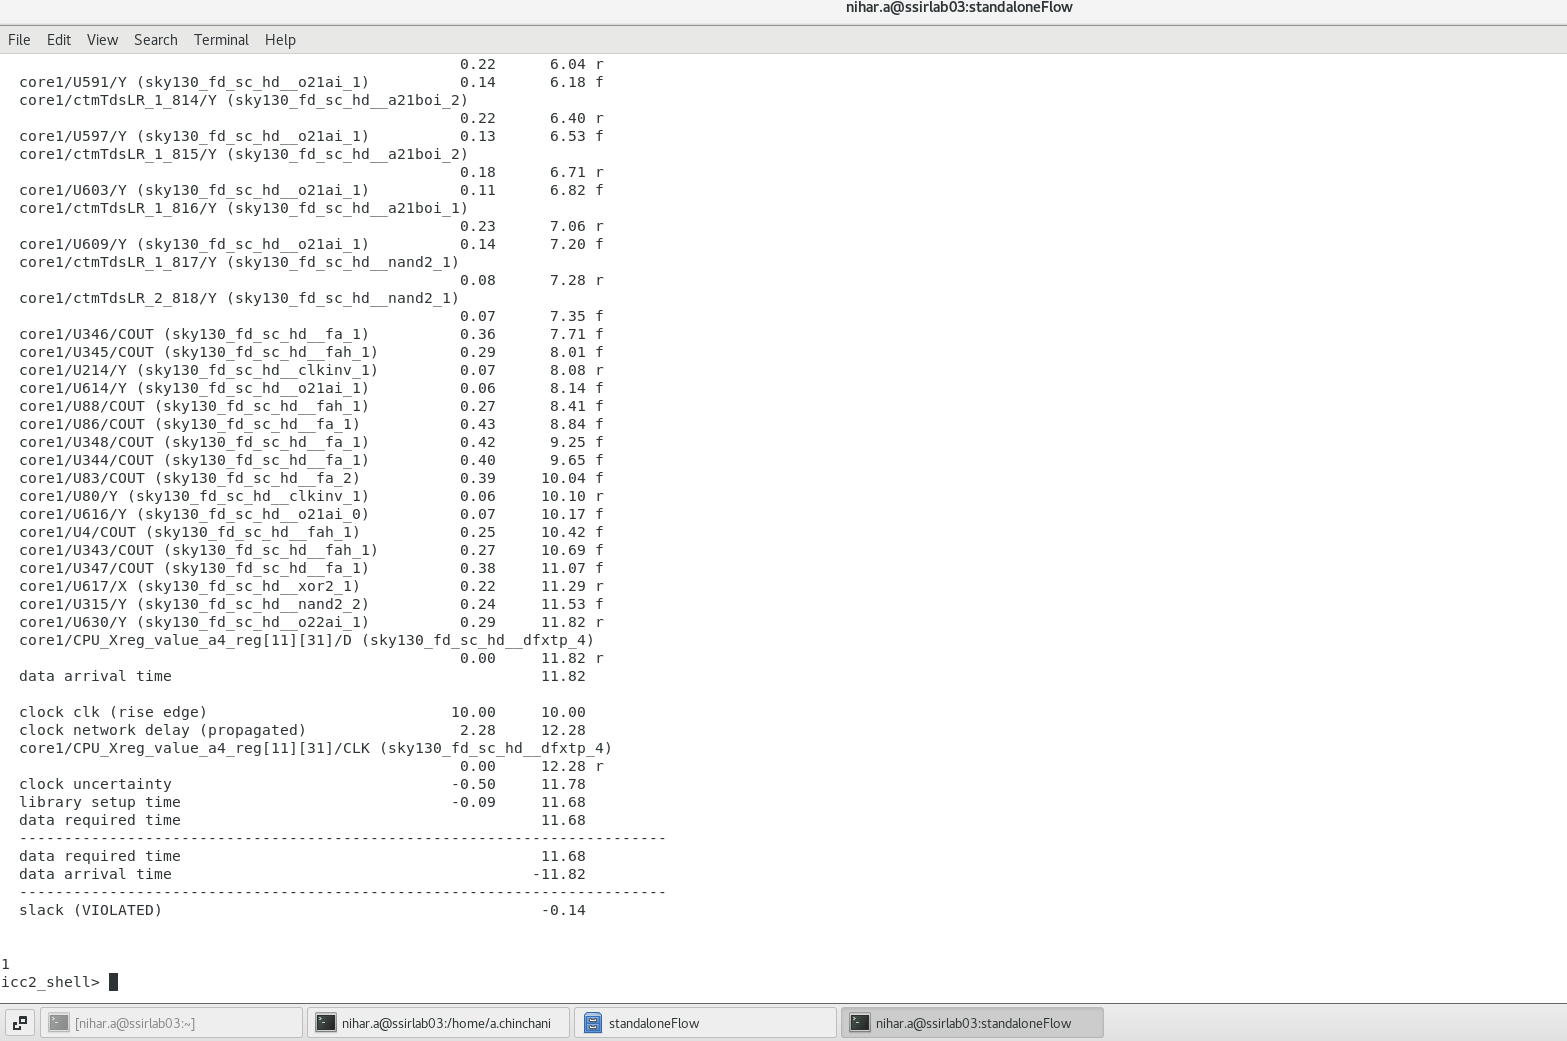 nihar.a@ssirlab03:standaloneFlow
File Edit View Search Terminal Help
0.22 6.04 r
core1/U591/Y (sky130_fd_sc_hd__o21ai_1) 0.14 6.18 f
core1/ctmTdsLR_1_814/Y (sky130_fd_sc_hd__a21boi_2)
0.22 6.40 r
core1/U597/Y (sky130_fd_sc_hd__o21ai_1) 0.13 6.53 f
core1/ctmTdsLR_1_815/Y (sky130_fd_sc_hd__a21boi_2)
0.18 6.71 r
core1/U603/Y (sky130_fd_sc_hd__o21ai_1) 0.11 6.82 f
core1/ctmTdsLR_1_816/Y (sky130_fd_sc_hd__a21boi_1)
0.23 7.06 r
core1/U609/Y (sky130_fd_sc_hd__o21ai_1) 0.14 7.20 f
core1/ctmTdsLR_1_817/Y (sky130_fd_sc_hd__nand2_1)
0.08 7.28 r
core1/ctmTdsLR_2_818/Y (sky130_fd_sc_hd__nand2_1)
0.07 7.35 f
core1/U346/COUT (sky130_fd_sc_hd__fa_1) 0.36 7.71 f
core1/U345/COUT (sky130_fd_sc_hd__fah_1) 0.29 8.01 f
core1/U214/Y (sky130_fd_sc_hd__clkinv_1) 0.07 8.08 r
core1/U614/Y (sky130_fd_sc_hd__o21ai_1) 0.06 8.14 f
core1/U88/COUT (sky130_fd_sc_hd__fah_1) 0.27 8.41 f
core1/U86/COUT (sky130_fd_sc_hd__fa_1) 0.43 8.84 f
core1/U348/COUT (sky130_fd_sc_hd__fa_1) 0.42 9.25 f
core1/U344/COUT (sky130_fd_sc_hd__fa_1) 0.40 9.65 f
core1/U83/COUT (sky130_fd_sc_hd__fa_2) 0.39 10.04 f
core1/U80/Y (sky130_fd_sc_hd__clkinv_1) 0.06 10.10 r
core1/U616/Y (sky130_fd_sc_hd__o21ai_0) 0.07 10.17 f
core1/U4/COUT (sky130_fd_sc_hd__fah_1) 0.25 10.42 f
core1/U343/COUT (sky130_fd_sc_hd__fah_1) 0.27 10.69 f
core1/U347/COUT (sky130_fd_sc_hd__fa_1) 0.38 11.07 f
core1/U617/X (sky130_fd_sc_hd__xor2_1) 0.22 11.29 r
core1/U315/Y (sky130_fd_sc_hd__nand2_2) 0.24 11.53 f
core1/U630/Y (sky130_fd_sc_hd__o22ai_1) 0.29 11.82 r
core1/CPU_Xreg_value_a4_reg[11][31]/D (sky130_fd_sc_hd__dfxtp_4)
0.00 11.82 r
data arrival time 11.82
clock clk (rise edge) 10.00 10.00
clock network delay (propagated) 2.28 12.28
core1/CPU_Xreg_value_a4_reg[11][31]/CLK (sky130_fd_sc_hd__dfxtp_4)
0.00 12.28 r
clock uncertainty -0.50 11.78
library setup time -0.09 11.68
data required time 11.68
------------------------------------------------------------------------
data required time 11.68
data arrival time -11.82
------------------------------------------------------------------------
slack (VIOLATED) -0.14
1
icc2_shell>
[nihar.a@ssirlab03:~] nihar.a@ssirlab03:/home/a.chinchani standaloneFlow nihar.a@ssirlab03:standaloneFlow